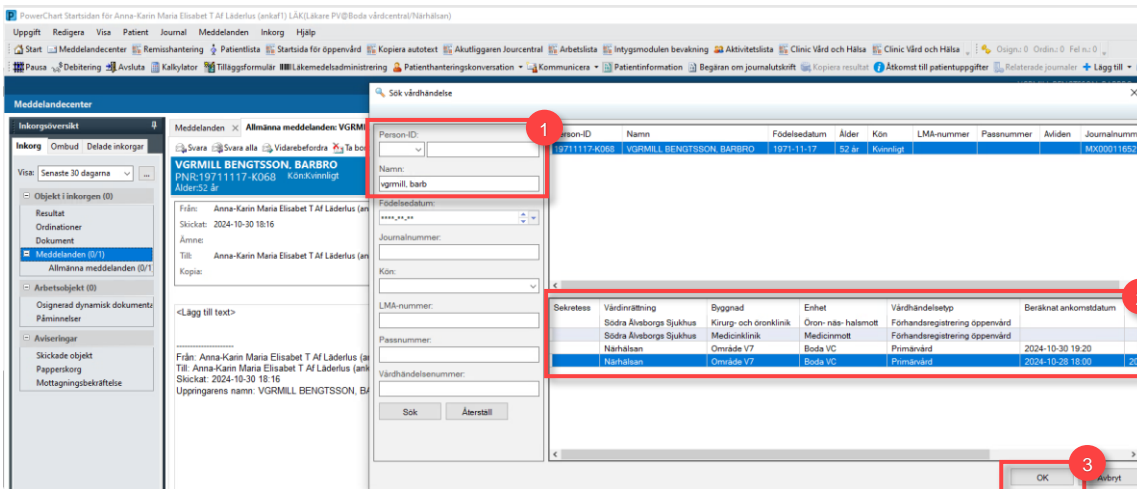 PowerChart Startsidan för Anna-Karin Maria Elisabet T Af Läderlus (ankaf1) LÄK(Läkare PV@Boda vårdcentral/Närhälsan)
Uppgift Redigera Visa Patient Journal Meddelanden Inkorg Hjälp
Start Meddelandecenter Remisshantering Patientlista Startsida för öppenvård Kopiera autotext Akutliggaren Jourcentral Arbetslista Intygsmodulen bevakning Aktivitetslista Clinic Vård och Hälsa Clinic Vård och Hälsa Osign.: 0 Ordin.: 0 Fel n.: 0
Pausa Debitering Avsluta Kalkylator Tilläggsformulär Läkemedelsadministrering Patienthanteringskonversation Kommunicera Patientinformation Begäran om journalutskrift Kopiera resultat Åtkomst till patientuppgifter Relaterade journaler Lägg till
Meddelandecenter
Sök vårdhändelse
Inkorgsöversikt
Inkorg Ombud Delade inkorgar
Visa: Senaste 30 dagarna ...
Objekt i inkorgen (0)
Resultat
Ordinationer
Dokument
Meddelanden (0/1)
Allmänna meddelanden (0/1
Arbetsobjekt (0)
Osignerad dynamisk dokumenta
Påminnelser
Aviseringar
Skickade objekt
Papperskorg
Mottagningsbekräftelse
Meddelanden × Allmänna meddelanden: VGRMI
Svara Svara alla Vidarebefordra Ta bor
VGRMILL BENGTSSON, BARBRO
PNR:19711117-K068 Kön:Kvinnligt
Ålder:52 år
Från: Anna-Karin Maria Elisabet T Af Läderlus (an
Skickat: 2024-10-30 18:16
Ämne:
Till: Anna-Karin Maria Elisabet T Af Läderlus (an
Kopia:
<Lägg till text>
--------------------
Från: Anna-Karin Maria Elisabet T Af Läderlus (a
Till: Anna-Karin Maria Elisabet T Af Läderlus (ank
Skickat: 2024-10-30 18:16
Uppringarens namn: VGRMILL BENGTSSON, BA
1
Person-ID:
Namn:
vgrmill, barb
Födelsedatum:
****-**-**
Journalnummer:
Kön:
LMA-nummer:
Passnummer:
Vårdhändelsenummer:
Sök Återställ
Person-ID Namn Födelsedatum Ålder Kön LMA-nummer Passnummer Avliden Journalnumm
19711117-K068 VGRMILL BENGTSSON, BARBRO 1971-11-17 52 år Kvinnligt MX00011652
Sekretess Vårdinrättning Byggnad Enhet Vårdhändelsetyp Beräknat ankomstdatum
Södra Älvsborgs Sjukhus Kirurg- och öronklinik Öron- näs- halsmott Förhandsregistrering öppenvård
Södra Älvsborgs Sjukhus Medicinklinik Medicinmott Förhandsregistrering öppenvård
Närhälsan Område V7 Boda VC Primärvård 2024-10-30 19:20
Närhälsan Område V7 Boda VC Primärvård 2024-10-28 18:00 20
3
OK Avbryt